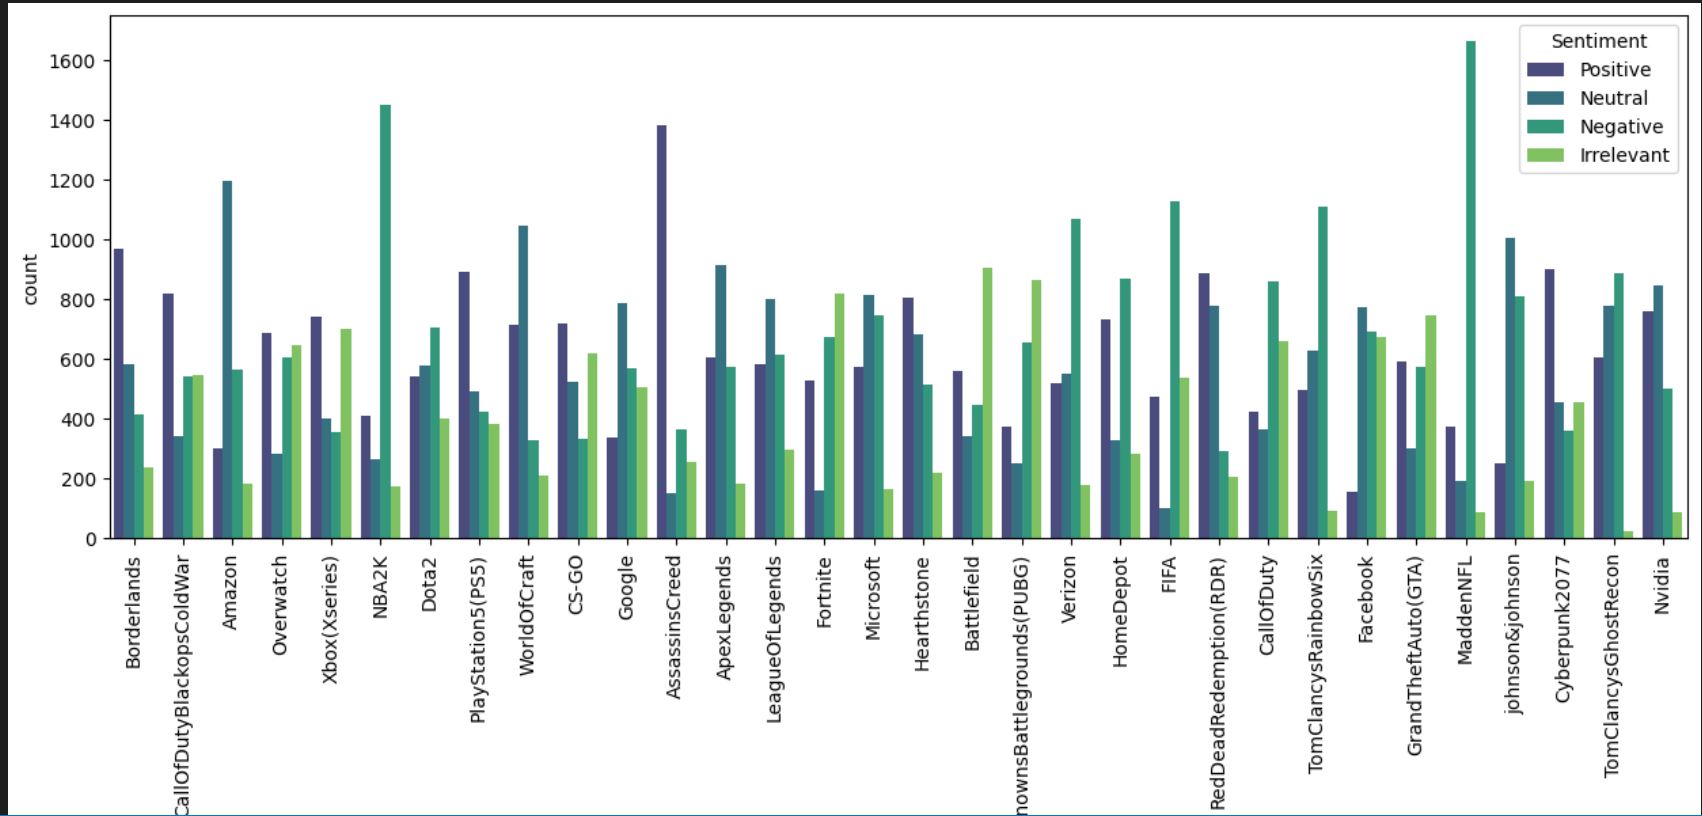 Sentiment
Positive
Neutral
Negative
Irrelevant
count
1600
1400
1200
1000
800
600
400
200
0
Borderlands
CallOfDutyBlackopsColdWar
Amazon
Overwatch
Xbox(Xseries)
NBA2K
Dota2
PlayStation5(PS5)
WorldOfCraft
CS-GO
Google
AssassinsCreed
ApexLegends
LeagueOfLegends
Fortnite
Microsoft
Hearthstone
Battlefield
nownsBattlegrounds(PUBG)
Verizon
HomeDepot
FIFA
RedDeadRedemption(RDR)
CallOfDuty
TomClancysRainbowSix
Facebook
GrandTheftAuto(GTA)
MaddenNFL
johnson&johnson
Cyberpunk2077
TomClancysGhostRecon
Nvidia